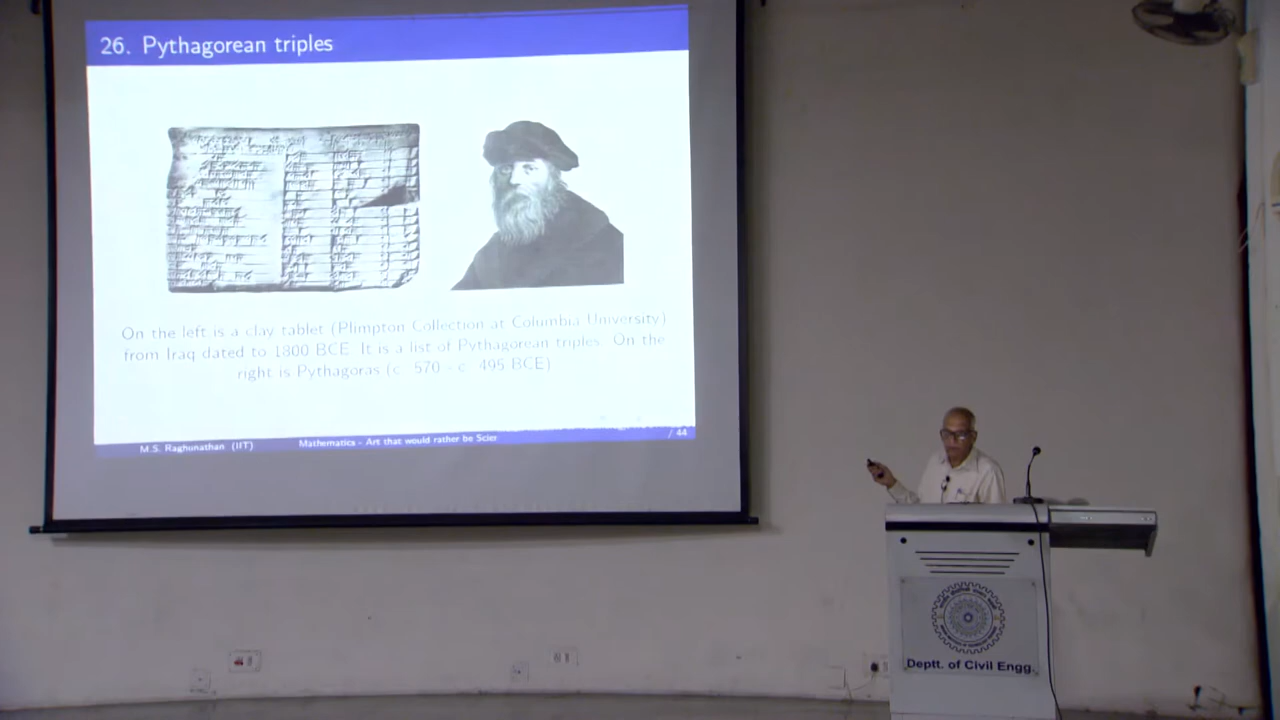 26. Pythagorean triples
On the left is a clay tablet (Plimpton Collection at Columbia University)
from Iraq dated to 1800 BCE. It is a list of Pythagorean triples. On the
right is Pythagoras (c. 570 - c. 495 BCE)
M.S. Raghunathan (IIT)
Mathematics - Art that would rather be Scier
/ 44
Deptt. of Civil Engg.